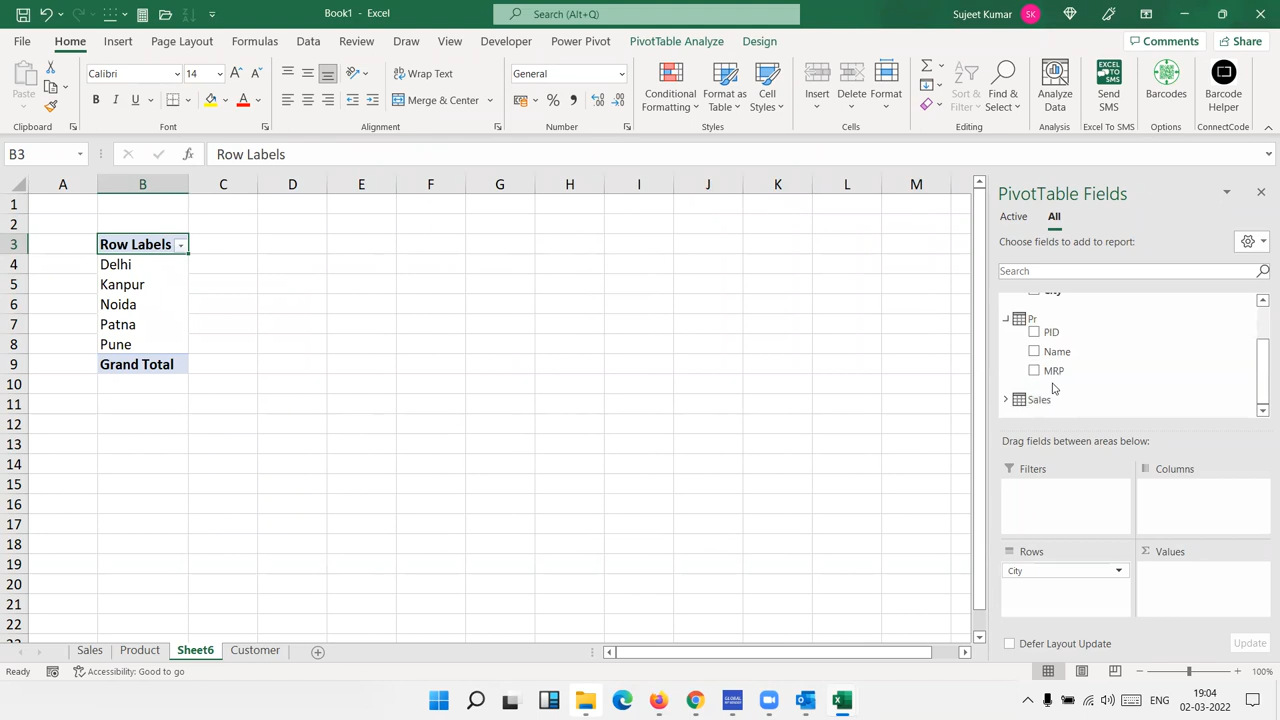 Book1 - Excel
Search (Alt+Q)
Sujeet Kumar
SK
File
Home
Insert
Page Layout
Formulas
Data
Review
View
Draw
Developer
Power Pivot
PivotTable Analyze
Design
Comments
Share
Paste
Clipboard
Calibri
14
B I U
Font
Wrap Text
Merge & Center
Alignment
General
Number
Conditional Formatting
Format as Table
Cell Styles
Styles
Insert
Delete
Format
Cells
Sort & Filter
Find & Select
Editing
Analyze Data
Analysis
Send SMS
Excel To SMS
Barcodes
Options
Barcode Helper
ConnectCode
B3
Row Labels
A B C D E F G H I J K L M
1
2
3 Row Labels
4 Delhi
5 Kanpur
6 Noida
7 Patna
8 Pune
9 Grand Total
10
11
12
13
14
15
16
17
18
19
20
21
22
PivotTable Fields
Active
All
Choose fields to add to report:
Search
City
Pr
PID
Name
MRP
Sales
Drag fields between areas below:
Filters
Columns
Rows
Values
City
Defer Layout Update
Update
Sales
Product
Sheet6
Customer
Ready
Accessibility: Good to go
100%
ENG
19:04
02-03-2022